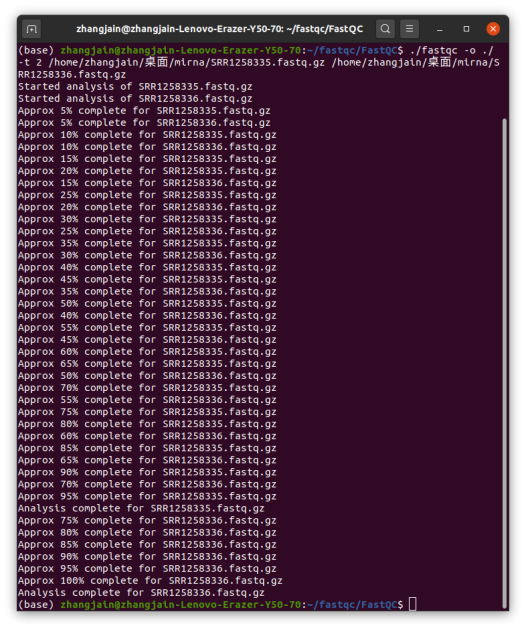 zhangjain@zhangjain-Lenovo-Erazer-Y50-70: ~/fastqc/FastQC
(base) zhangjain@zhangjain-Lenovo-Erazer-Y50-70:~/fastqc/FastQC$ ./fastqc -o ./
-t 2 /home/zhangjain/桌面/mirna/SRR1258335.fastq.gz /home/zhangjain/桌面/mirna/S
RR1258336.fastq.gz
Started analysis of SRR1258335.fastq.gz
Started analysis of SRR1258336.fastq.gz
Approx 5% complete for SRR1258335.fastq.gz
Approx 5% complete for SRR1258336.fastq.gz
Approx 10% complete for SRR1258335.fastq.gz
Approx 10% complete for SRR1258336.fastq.gz
Approx 15% complete for SRR1258335.fastq.gz
Approx 20% complete for SRR1258335.fastq.gz
Approx 15% complete for SRR1258336.fastq.gz
Approx 25% complete for SRR1258335.fastq.gz
Approx 20% complete for SRR1258336.fastq.gz
Approx 30% complete for SRR1258335.fastq.gz
Approx 25% complete for SRR1258336.fastq.gz
Approx 35% complete for SRR1258335.fastq.gz
Approx 30% complete for SRR1258336.fastq.gz
Approx 40% complete for SRR1258335.fastq.gz
Approx 45% complete for SRR1258335.fastq.gz
Approx 35% complete for SRR1258336.fastq.gz
Approx 50% complete for SRR1258335.fastq.gz
Approx 40% complete for SRR1258336.fastq.gz
Approx 55% complete for SRR1258335.fastq.gz
Approx 45% complete for SRR1258336.fastq.gz
Approx 60% complete for SRR1258335.fastq.gz
Approx 65% complete for SRR1258335.fastq.gz
Approx 50% complete for SRR1258336.fastq.gz
Approx 70% complete for SRR1258335.fastq.gz
Approx 55% complete for SRR1258336.fastq.gz
Approx 75% complete for SRR1258335.fastq.gz
Approx 80% complete for SRR1258335.fastq.gz
Approx 60% complete for SRR1258336.fastq.gz
Approx 85% complete for SRR1258335.fastq.gz
Approx 65% complete for SRR1258336.fastq.gz
Approx 90% complete for SRR1258335.fastq.gz
Approx 70% complete for SRR1258336.fastq.gz
Approx 95% complete for SRR1258335.fastq.gz
Analysis complete for SRR1258335.fastq.gz
Approx 75% complete for SRR1258336.fastq.gz
Approx 80% complete for SRR1258336.fastq.gz
Approx 85% complete for SRR1258336.fastq.gz
Approx 90% complete for SRR1258336.fastq.gz
Approx 95% complete for SRR1258336.fastq.gz
Approx 100% complete for SRR1258336.fastq.gz
Analysis complete for SRR1258336.fastq.gz
(base) zhangjain@zhangjain-Lenovo-Erazer-Y50-70:~/fastqc/FastQC$